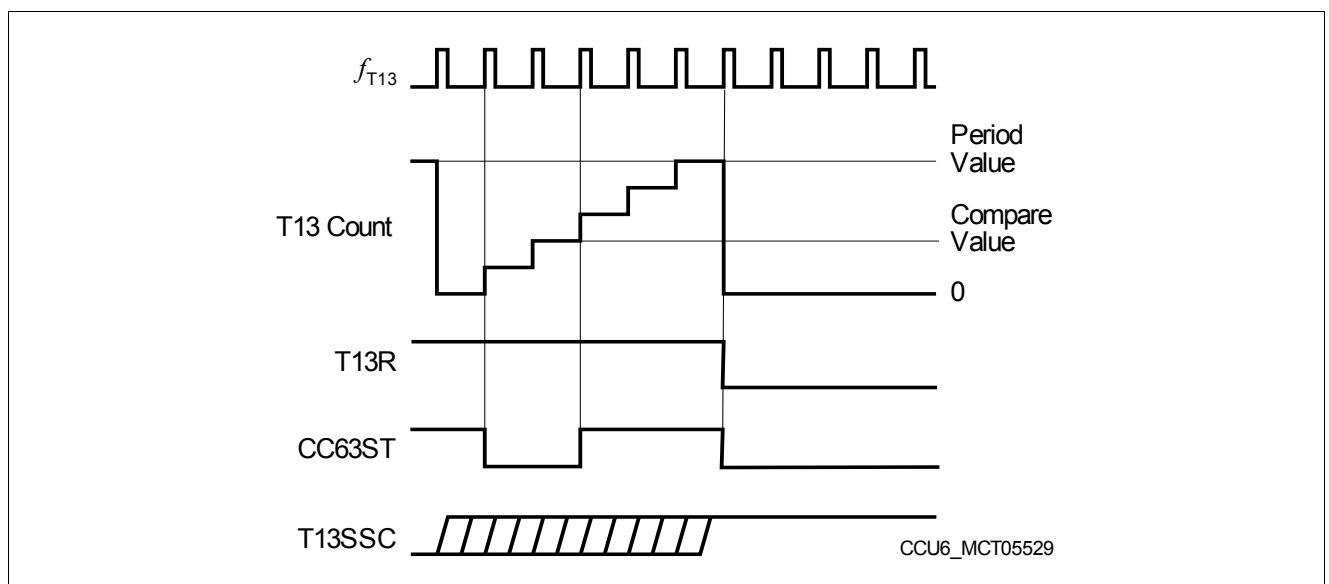 fT13
Period
Value
T13 Count
Compare
Value
0
T13R
CC63ST
T13SSC
CCU6_MCT05529